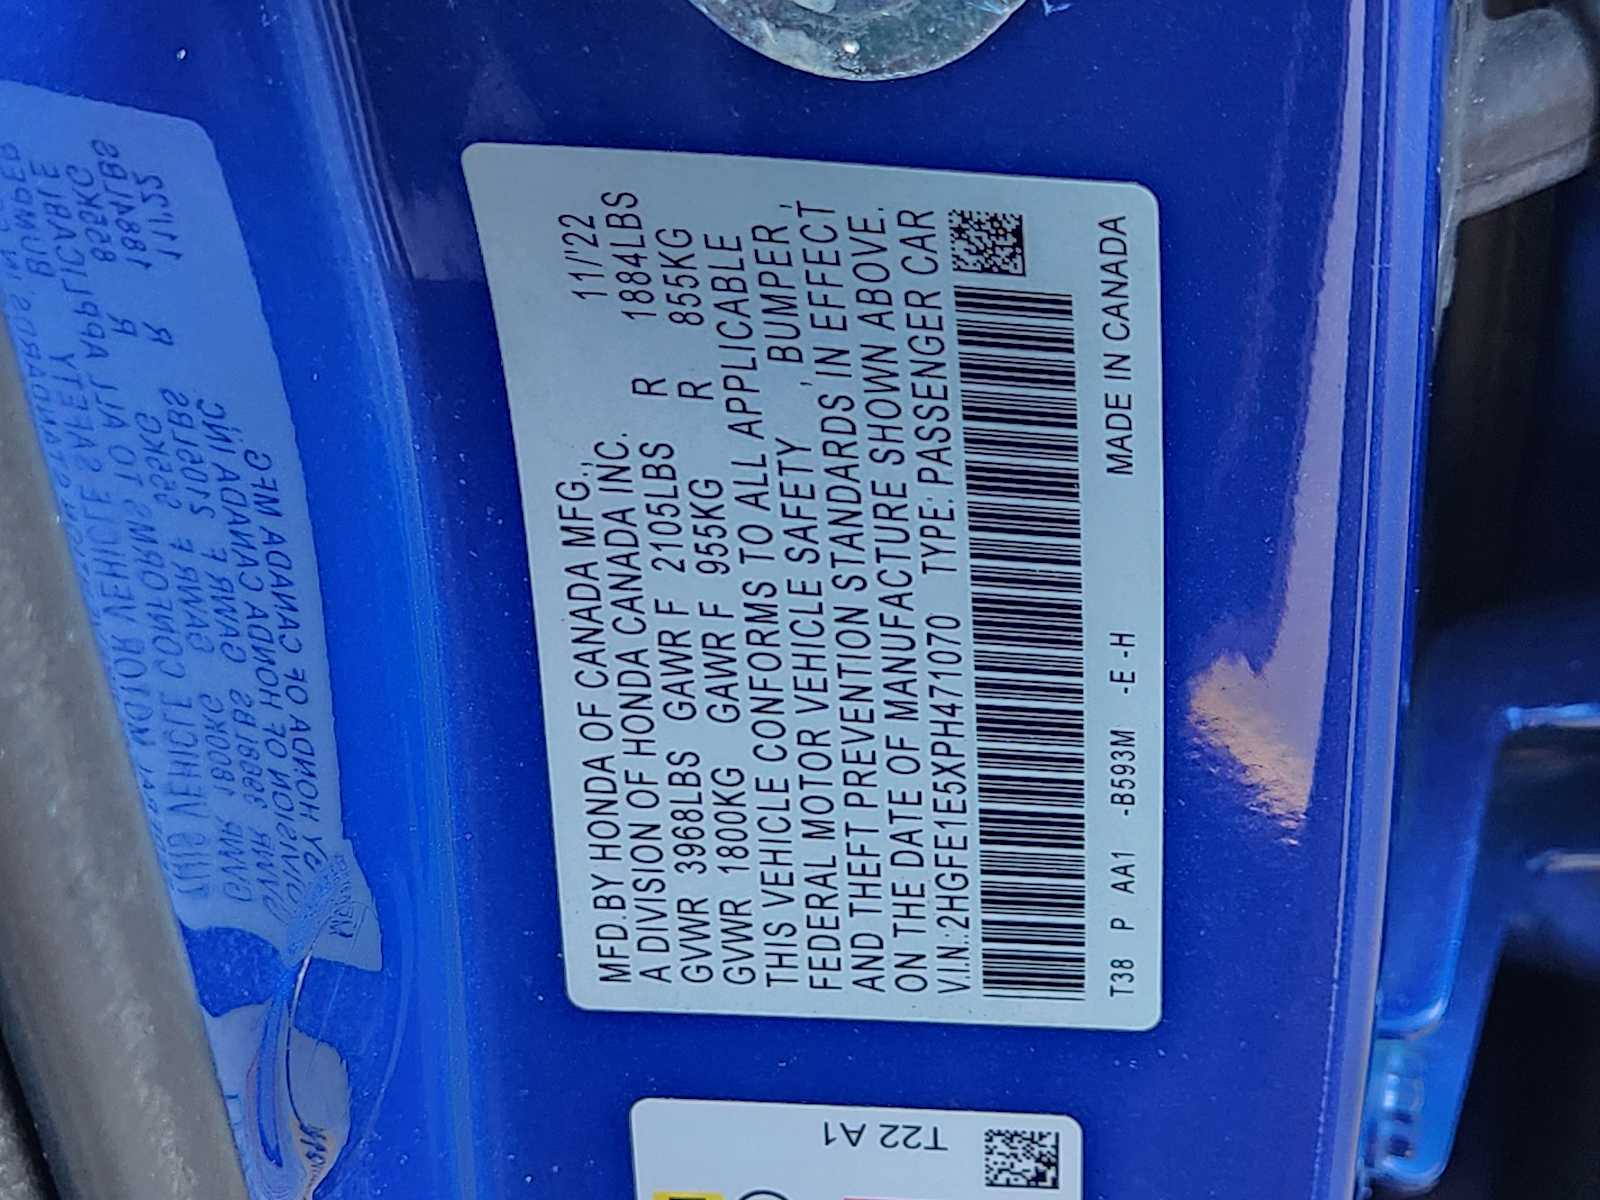 MFD.BY HONDA OF CANADA MFG., 11/'22
A DIVISION OF HONDA CANADA INC.
GVWR 3968LBS GAWR F 2105LBS R 1884LBS
GVWR 1800KG GAWR F 955KG R 855KG
THIS VEHICLE CONFORMS TO ALL APPLICABLE
FEDERAL MOTOR VEHICLE SAFETY , BUMPER ,
AND THEFT PREVENTION STANDARDS IN EFFECT
ON THE DATE OF MANUFACTURE SHOWN ABOVE.
V.I.N.: 2HGFE1E5XPH471070 TYPE: PASSENGER CAR
MADE IN CANADA
T38 P AA1 -B593M -E -H
T22 A1